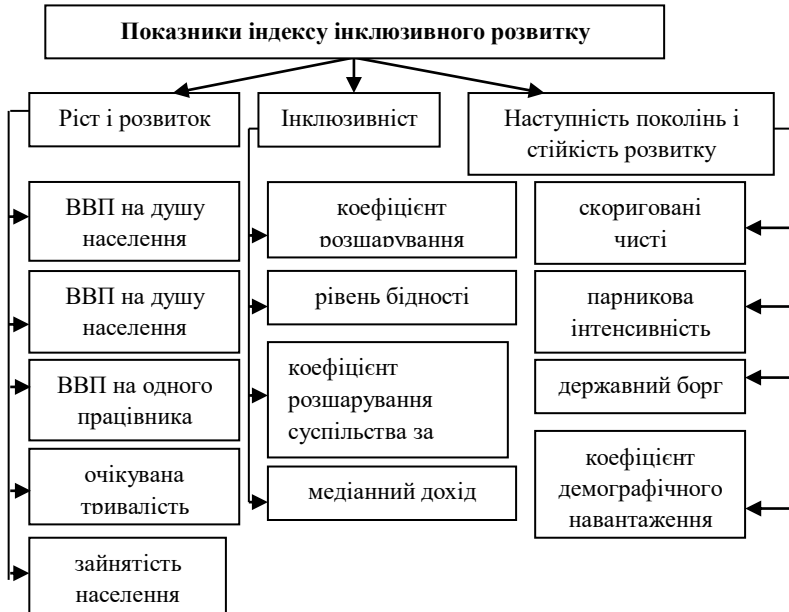 Показники індексу інклюзивного розвитку
Ріст і розвиток
Інклюзивніст
Наступність поколінь і
стійкість розвитку
ВВП на душу
населення
ВВП на душу
населення
ВВП на одного
працівника
очікувана
тривалість
зайнятість
населення
коефіцієнт
розшарування
рівень бідності
коефіцієнт
розшарування
суспільства за
медіанний дохід
скориговані
чисті
парникова
інтенсивність
державний борг
коефіцієнт
демографічного
навантаження